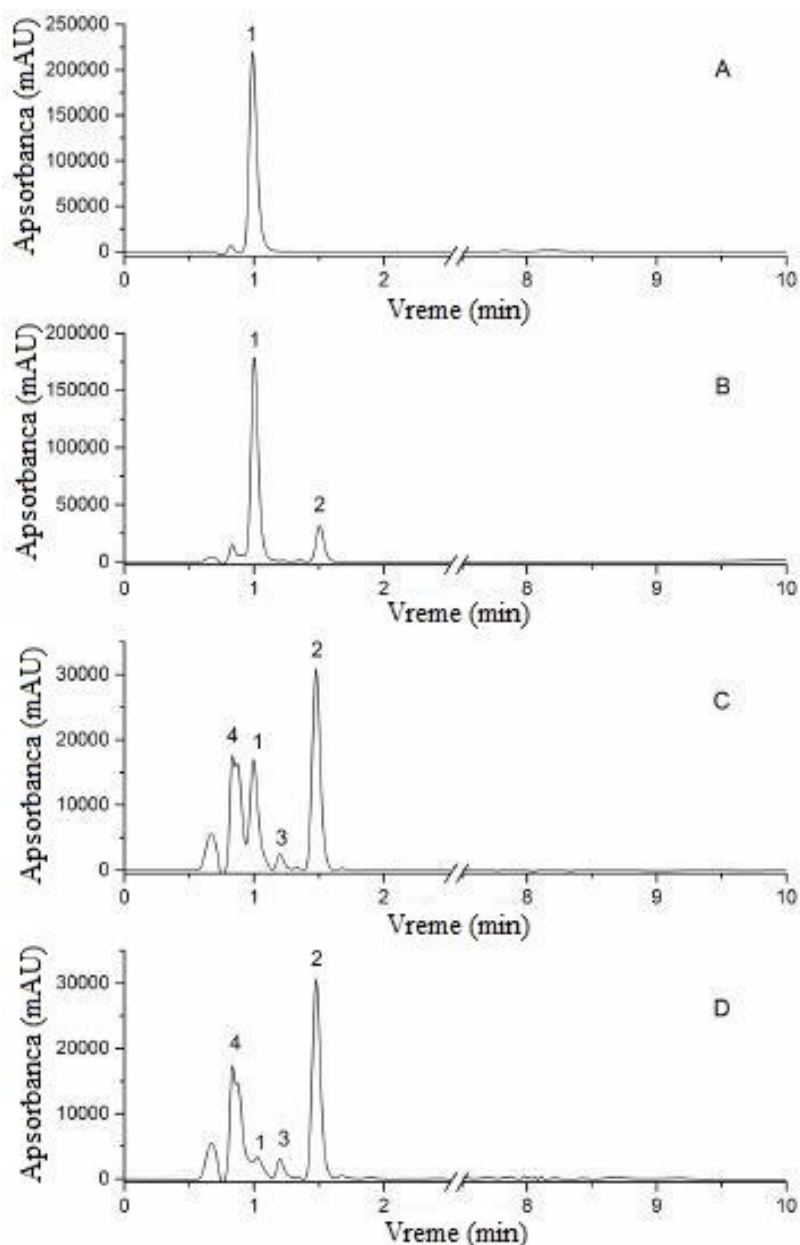 250000
200000
150000
100000
50000
0
Apsorbanca (mAU)
1
A
0 1 2 8 9 10
Vreme (min)
200000
150000
100000
50000
0
Apsorbanca (mAU)
1
2
B
0 1 2 8 9 10
Vreme (min)
30000
20000
10000
0
Apsorbanca (mAU)
4 1 3 2
C
0 1 2 8 9 10
Vreme (min)
30000
20000
10000
0
Apsorbanca (mAU)
4 1 3 2
D
0 1 2 8 9 10
Vreme (min)